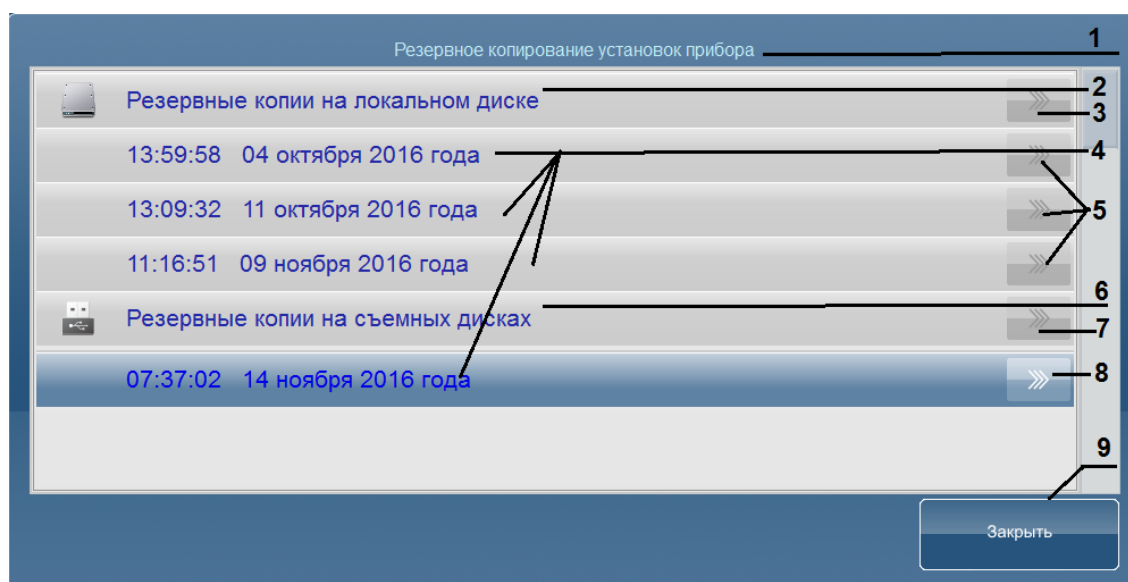 Резервное копирование установок прибора 1
Резервные копии на локальном диске 2
3
13:59:58 04 октября 2016 года 4
13:09:32 11 октября 2016 года 5
11:16:51 09 ноября 2016 года
6
Резервные копии на съемных дисках 7
07:37:02 14 ноября 2016 года 8
9
Закрыть